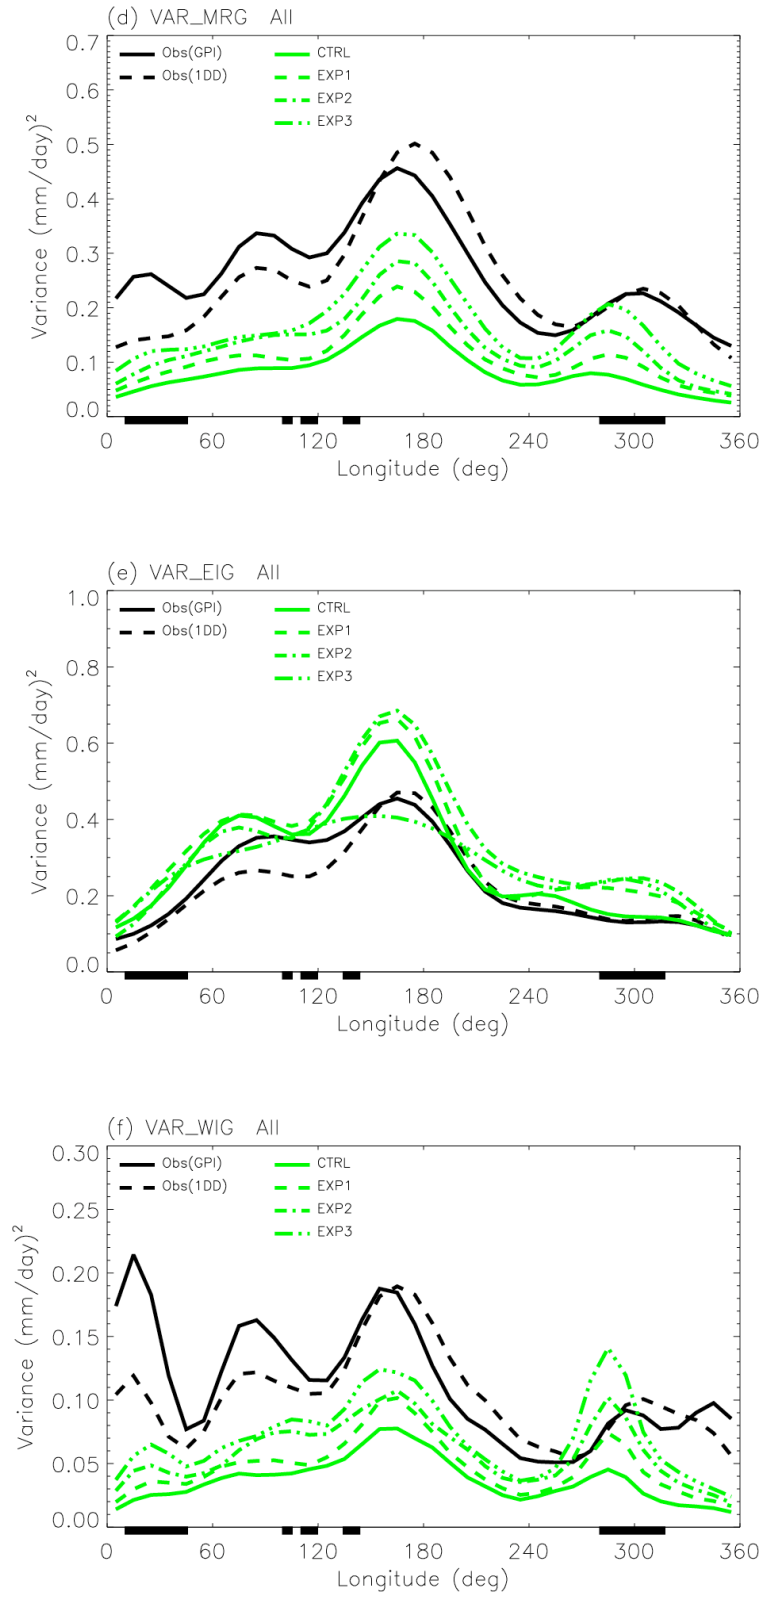 (d) VAR_MRG All
0.7
0.6
0.5
0.4
0.3
0.2
0.1
0.0
Variance (mm/day)²
Obs(GPI)
Obs(1DD)
CTRL
EXP1
EXP2
EXP3
0 60 120 180 240 300 360
Longitude (deg)
(e) VAR_EIG All
1.0
0.8
0.6
0.4
0.2
0.0
Variance (mm/day)²
Obs(GPI)
Obs(1DD)
CTRL
EXP1
EXP2
EXP3
0 60 120 180 240 300 360
Longitude (deg)
(f) VAR_WIG All
0.30
0.25
0.20
0.15
0.10
0.05
0.00
Variance (mm/day)²
Obs(GPI)
Obs(1DD)
CTRL
EXP1
EXP2
EXP3
0 60 120 180 240 300 360
Longitude (deg)